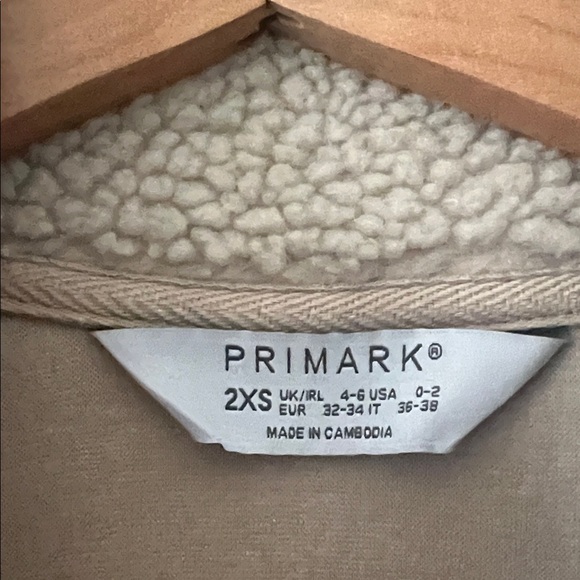 PRIMARK®
2XS UK/IRL 4-6 USA 0-2
EUR 32-34 IT 36-38
MADE IN CAMBODIA